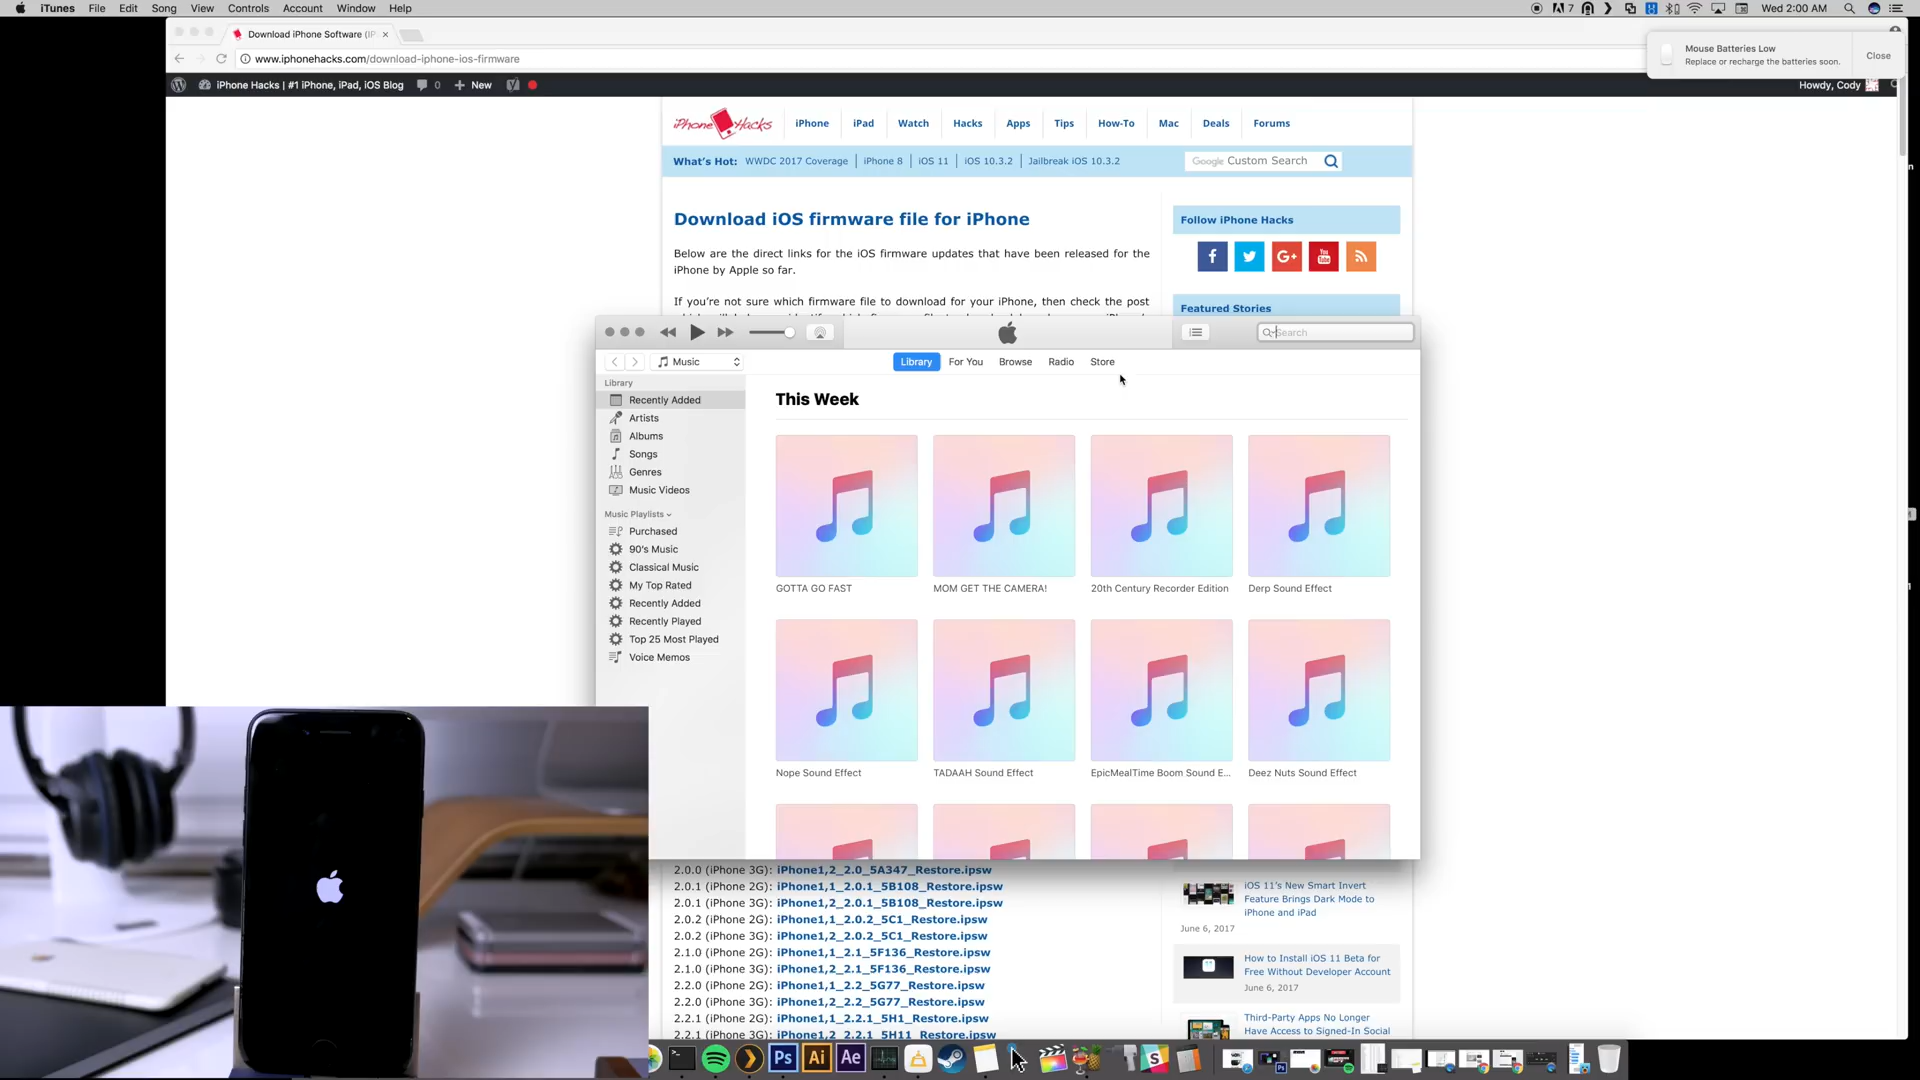 iTunes File Edit Song View Controls Account Window Help
7 Wed 2:00 AM
Download iPhone Software (IP
www.iphonehacks.com/download-iphone-ios-firmware
Mouse Batteries Low
Replace or recharge the batteries soon.
Close
iPhone Hacks | #1 iPhone, iPad, iOS Blog 0 New
Howdy, Cody
iPhone Hacks
iPhone iPad Watch Hacks Apps Tips How-To Mac Deals Forums
What's Hot: WWDC 2017 Coverage iPhone 8 iOS 11 iOS 10.3.2 Jailbreak iOS 10.3.2
Google Custom Search
Download iOS firmware file for iPhone
Below are the direct links for the iOS firmware updates that have been released for the
iPhone by Apple so far.
If you're not sure which firmware file to download for your iPhone, then check the post
Follow iPhone Hacks
Featured Stories
Search
Music
Library For You Browse Radio Store
Library
Recently Added
Artists
Albums
Songs
Genres
Music Videos
Music Playlists
Purchased
90's Music
Classical Music
My Top Rated
Recently Added
Recently Played
Top 25 Most Played
Voice Memos
This Week
GOTTA GO FAST
MOM GET THE CAMERA!
20th Century Recorder Edition
Derp Sound Effect
Nope Sound Effect
TADAAH Sound Effect
EpicMealTime Boom Sound E...
Deez Nuts Sound Effect
2.0.0 (iPhone 3G): iPhone1,2_2.0_5A347_Restore.ipsw
2.0.1 (iPhone 2G): iPhone1,1_2.0.1_5B108_Restore.ipsw
2.0.1 (iPhone 3G): iPhone1,2_2.0.1_5B108_Restore.ipsw
2.0.2 (iPhone 2G): iPhone1,1_2.0.2_5C1_Restore.ipsw
2.0.2 (iPhone 3G): iPhone1,2_2.0.2_5C1_Restore.ipsw
2.1.0 (iPhone 2G): iPhone1,1_2.1_5F136_Restore.ipsw
2.1.0 (iPhone 3G): iPhone1,2_2.1_5F136_Restore.ipsw
2.2.0 (iPhone 2G): iPhone1,1_2.2_5G77_Restore.ipsw
2.2.0 (iPhone 3G): iPhone1,2_2.2_5G77_Restore.ipsw
2.2.1 (iPhone 2G): iPhone1,1_2.2.1_5H1_Restore.ipsw
2.2.1 (iPhone 3G): iPhone1,2_2.2.1_5H11_Restore.ipsw
iOS 11's New Smart Invert
Feature Brings Dark Mode to
iPhone and iPad
June 6, 2017
How to Install iOS 11 Beta for
Free Without Developer Account
June 6, 2017
Third-Party Apps No Longer
Have Access to Signed-In Social
Ps Ai Ae